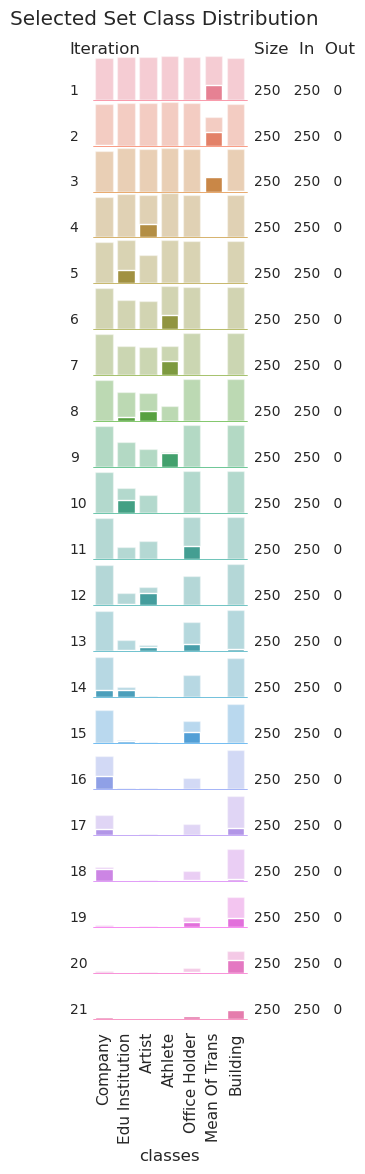 Selected Set Class Distribution
Iteration Size In Out
1 250 250 0
2 250 250 0
3 250 250 0
4 250 250 0
5 250 250 0
6 250 250 0
7 250 250 0
8 250 250 0
9 250 250 0
10 250 250 0
11 250 250 0
12 250 250 0
13 250 250 0
14 250 250 0
15 250 250 0
16 250 250 0
17 250 250 0
18 250 250 0
19 250 250 0
20 250 250 0
21 250 250 0
Company
Edu Institution
Artist
Athlete
Office Holder
Mean Of Trans
Building
classes